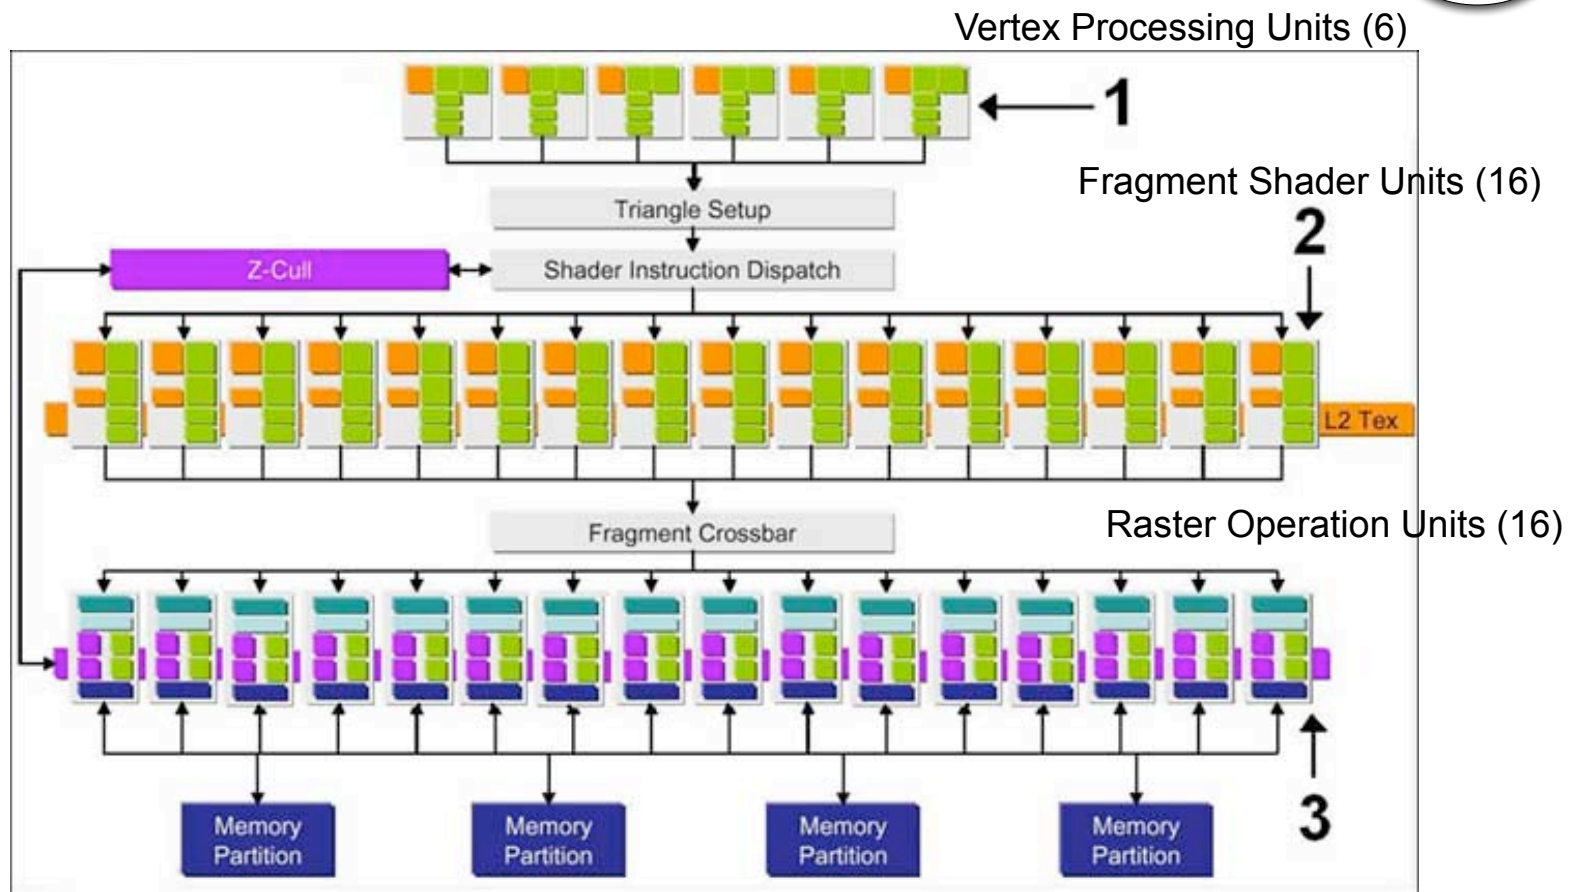 Vertex Processing Units (6)
1
Fragment Shader Units (16)
Triangle Setup
2
Z-Cull
Shader Instruction Dispatch
L2 Tex
Raster Operation Units (16)
Fragment Crossbar
3
Memory
Partition
Memory
Partition
Memory
Partition
Memory
Partition